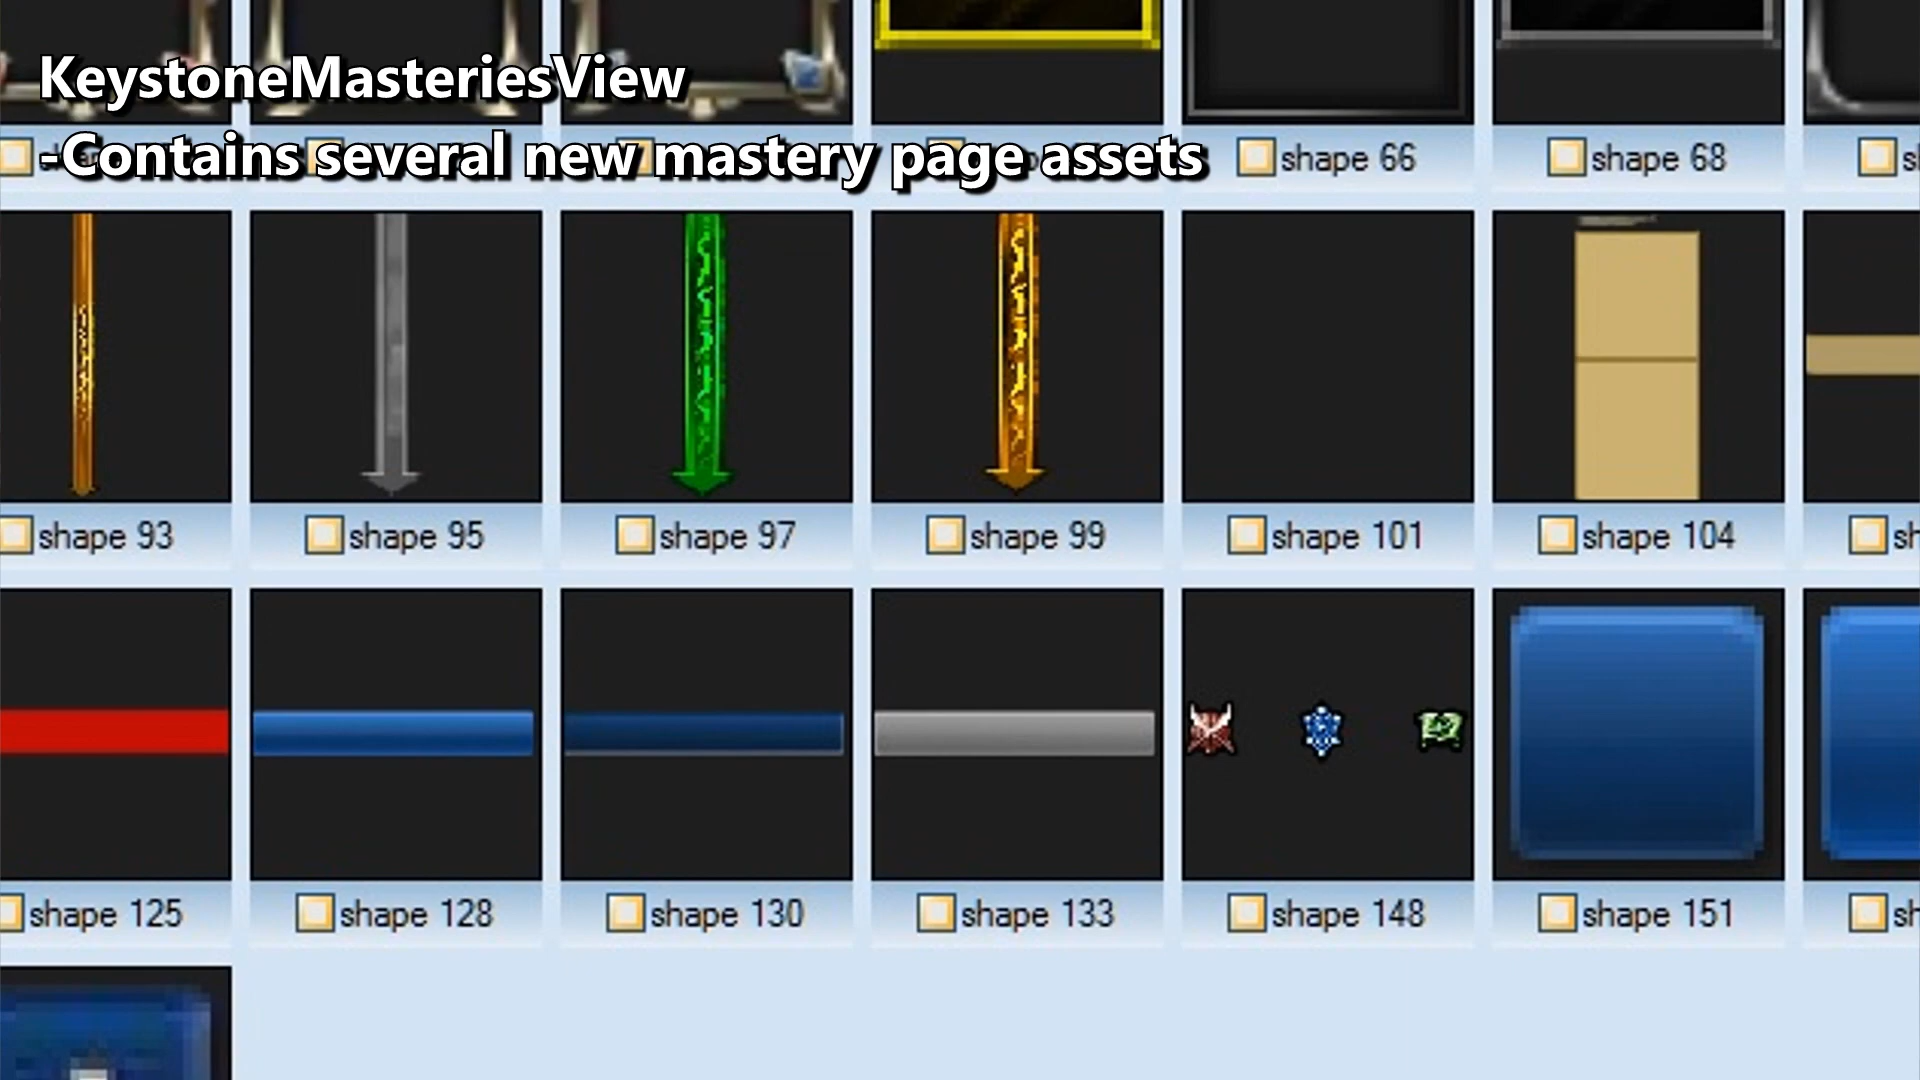 KeystoneMasteriesView
-Contains several new mastery page assets
shape 66
shape 68
shape 93
shape 95
shape 97
shape 99
shape 101
shape 104
shape 125
shape 128
shape 130
shape 133
shape 148
shape 151